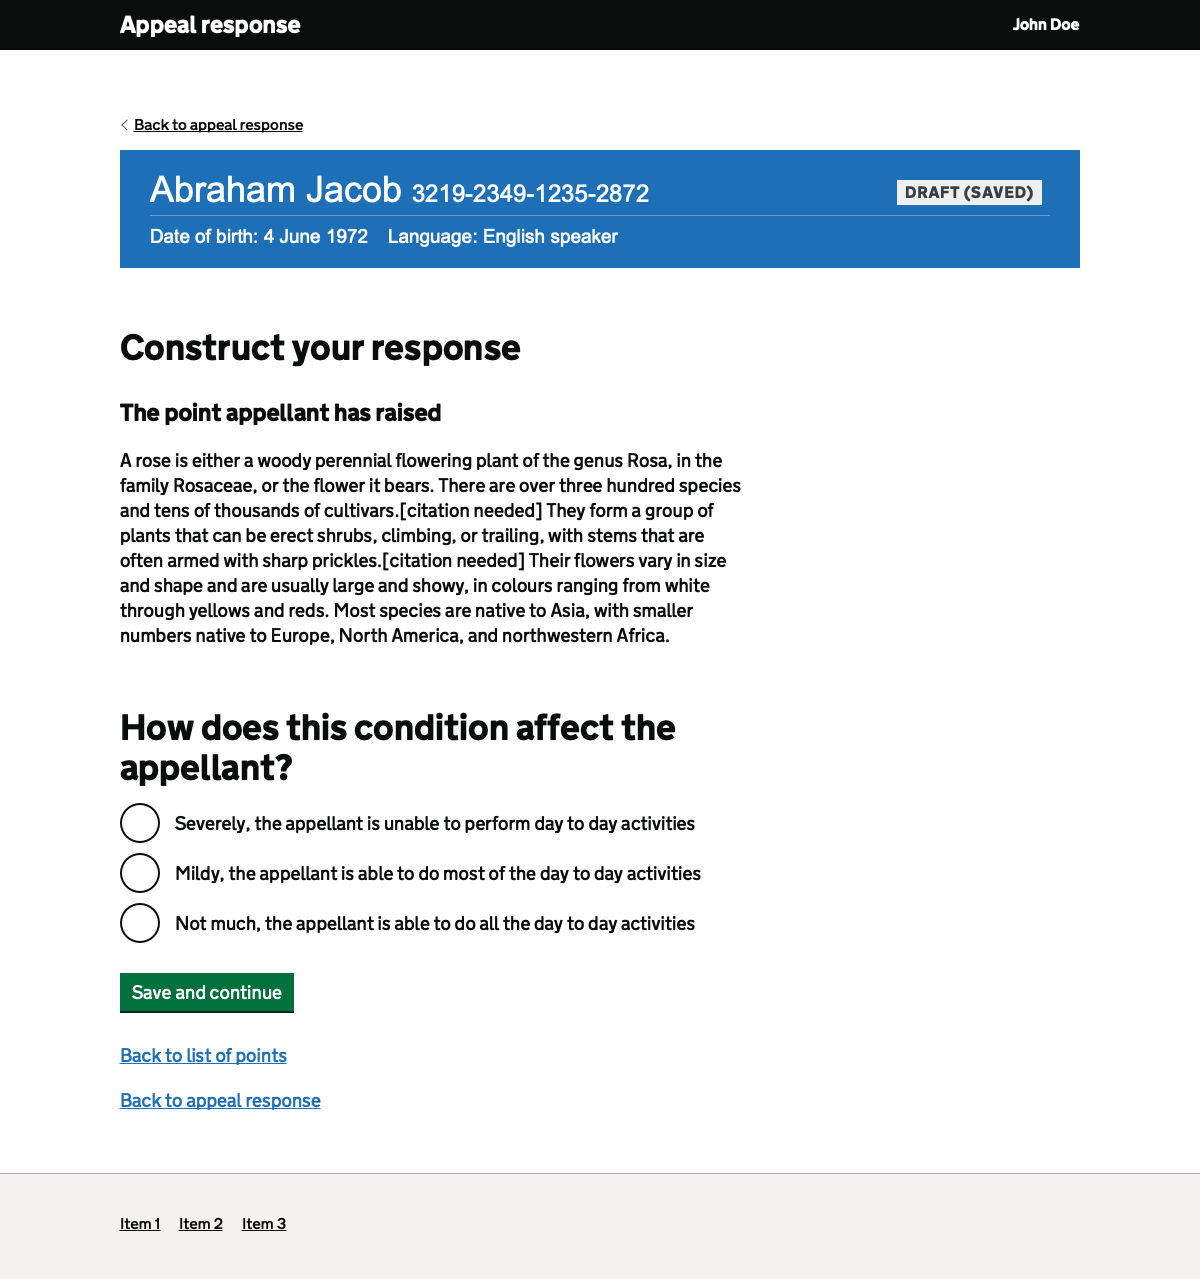 Appeal response
John Doe
Back to appeal response
Abraham Jacob 3219-2349-1235-2872
DRAFT (SAVED)
Date of birth: 4 June 1972 Language: English speaker
Construct your response
The point appellant has raised
A rose is either a woody perennial flowering plant of the genus Rosa, in the
family Rosaceae, or the flower it bears. There are over three hundred species
and tens of thousands of cultivars.[citation needed] They form a group of
plants that can be erect shrubs, climbing, or trailing, with stems that are
often armed with sharp prickles.[citation needed] Their flowers vary in size
and shape and are usually large and showy, in colours ranging from white
through yellows and reds. Most species are native to Asia, with smaller
numbers native to Europe, North America, and northwestern Africa.
How does this condition affect the
appellant?
Severely, the appellant is unable to perform day to day activities
Mildy, the appellant is able to do most of the day to day activities
Not much, the appellant is able to do all the day to day activities
Save and continue
Back to list of points
Back to appeal response
Item 1 Item 2 Item 3